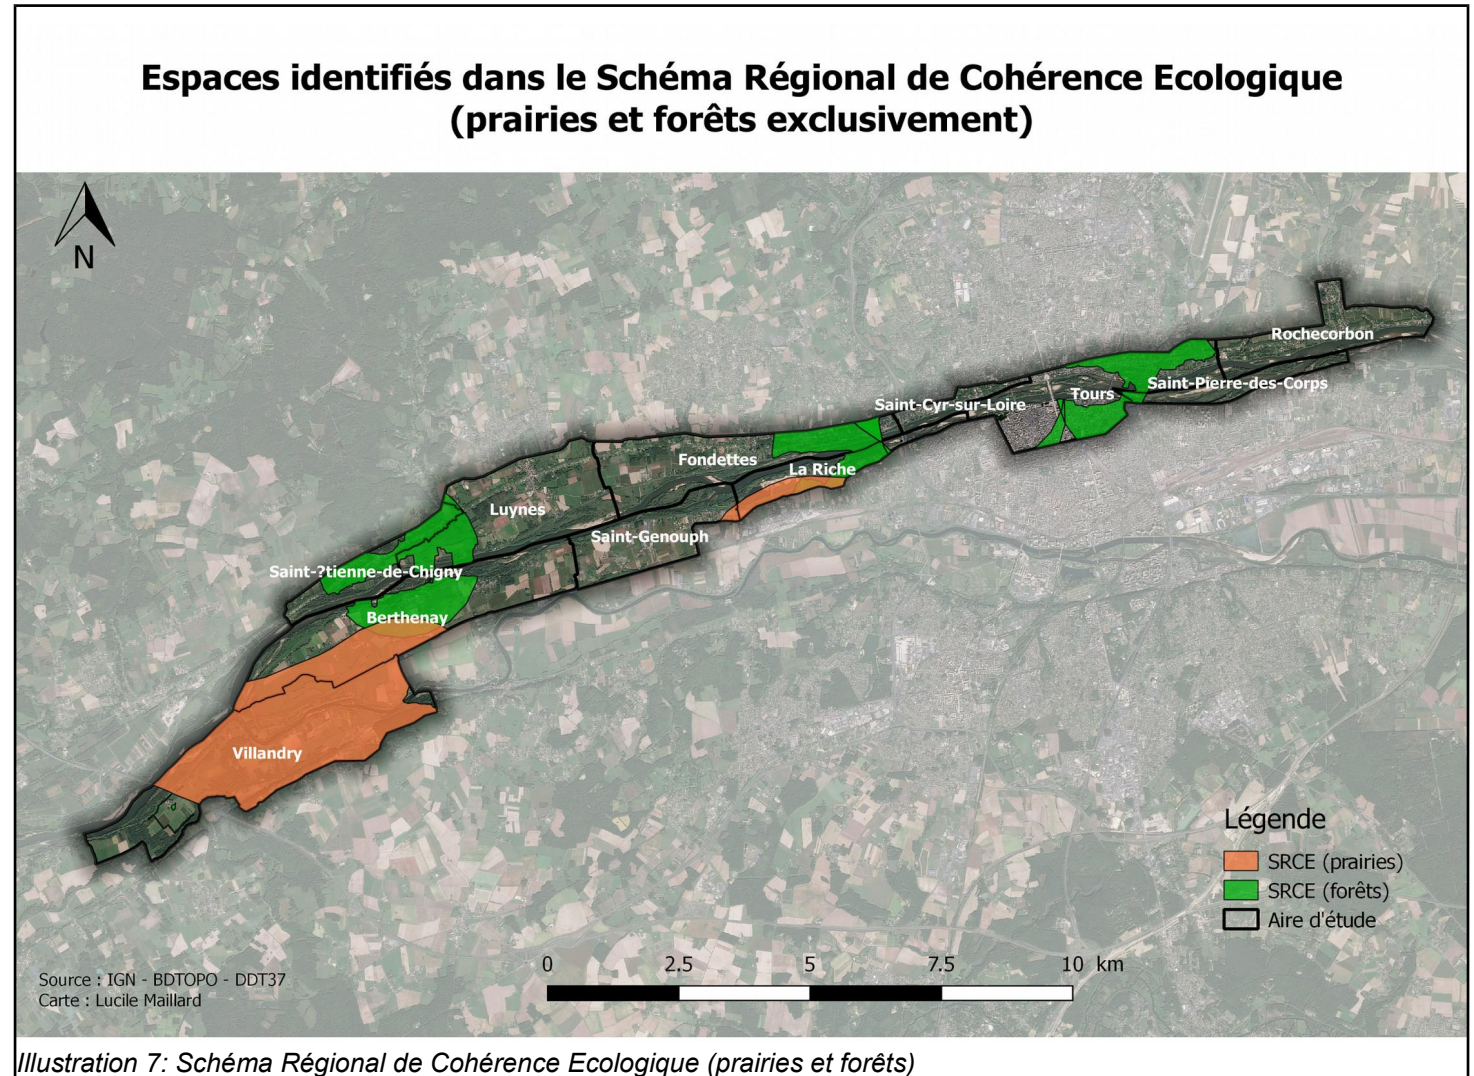 Espaces identifiés dans le Schéma Régional de Cohérence Ecologique
(prairies et forêts exclusivement)
N
Rochecorbon
Saint-Pierre-des-Corps
Tours
Saint-Cyr-sur-Loire
Fondettes
La Riche
Luynes
Saint-Genouph
Saint-?tienne-de-Chigny
Berthenay
Villandry
Légende
SRCE (prairies)
SRCE (forêts)
Aire d'étude
0 2.5 5 7.5 10 km
Source : IGN - BDTOPO - DDT37
Carte : Lucile Maillard
Illustration 7: Schéma Régional de Cohérence Ecologique (prairies et forêts)